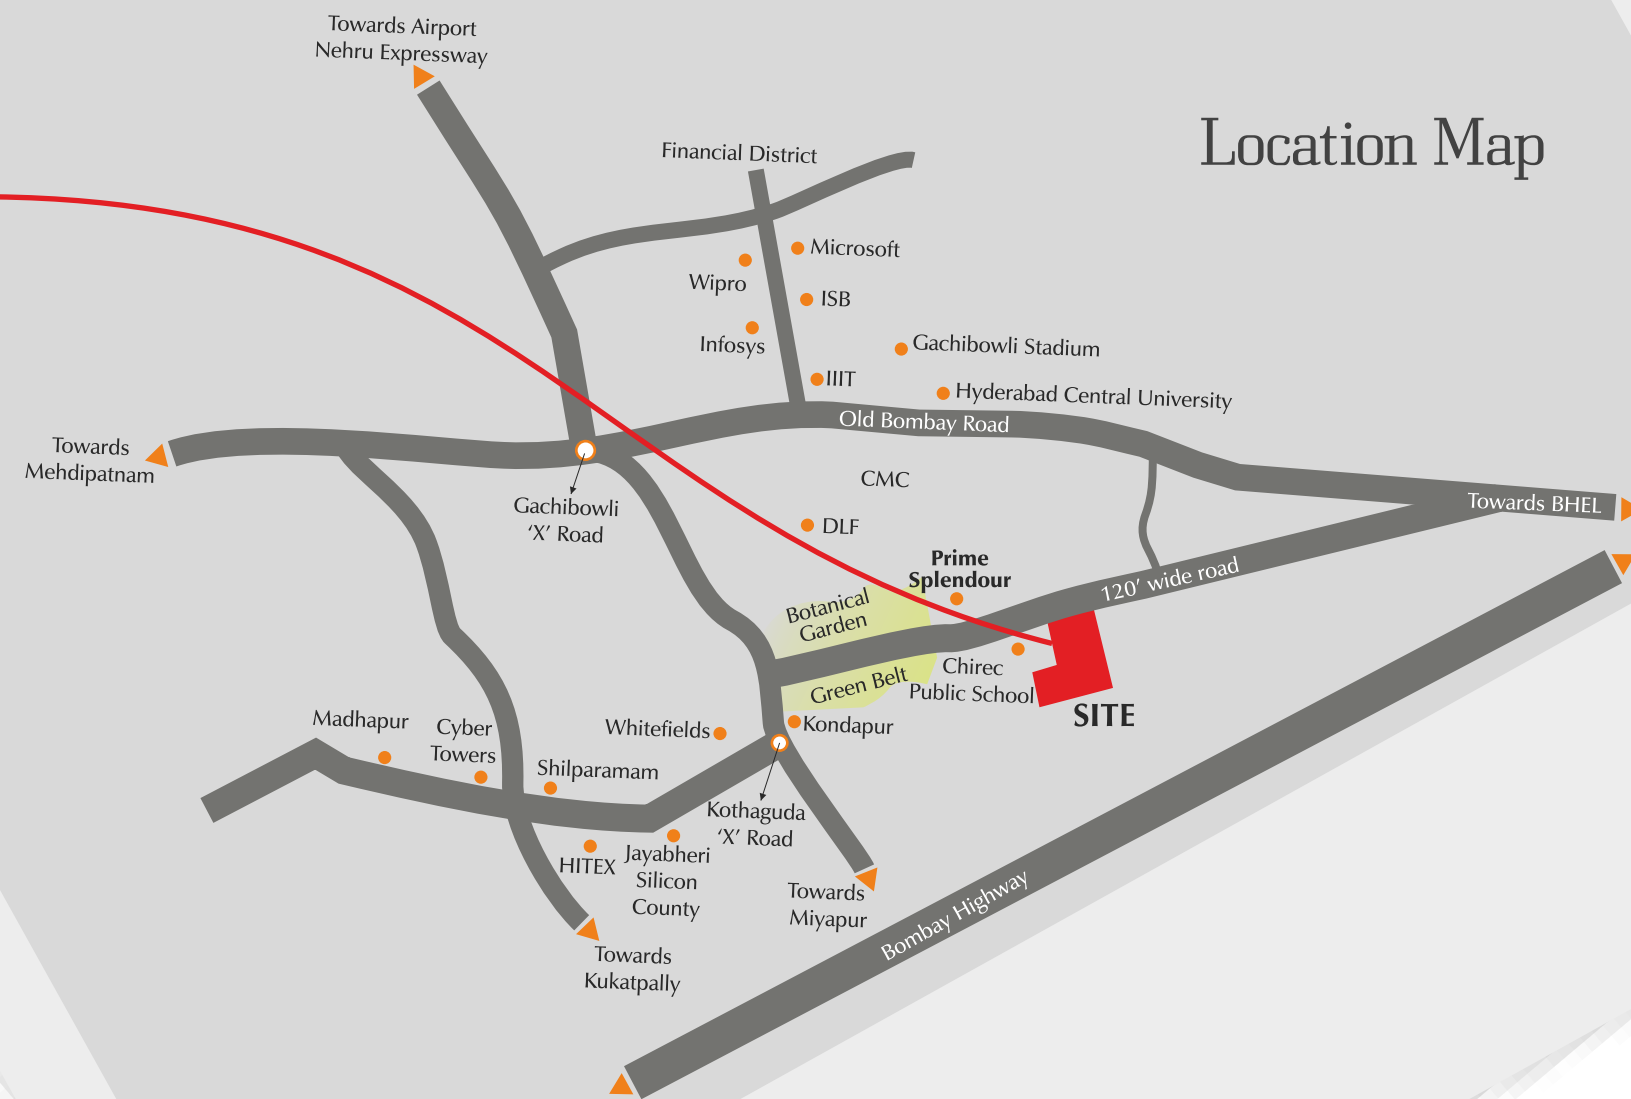 Towards Airport
Nehru Expressway
Location Map
Financial District
Microsoft
Wipro
ISB
Infosys
Gachibowli Stadium
IIIT
Hyderabad Central University
Old Bombay Road
Towards
Mehdipatnam
CMC
Towards BHEL
Gachibowli
‘X’ Road
DLF
Prime
Splendour
120’ wide road
Botanical
Garden
Green Belt
Chirec
Public School
SITE
Madhapur
Cyber
Towers
Whitefields
Kondapur
Shilparamam
Kothaguda
‘X’ Road
HITEX
Jayabheri
Silicon
County
Towards
Miyapur
Bombay Highway
Towards
Kukatpally